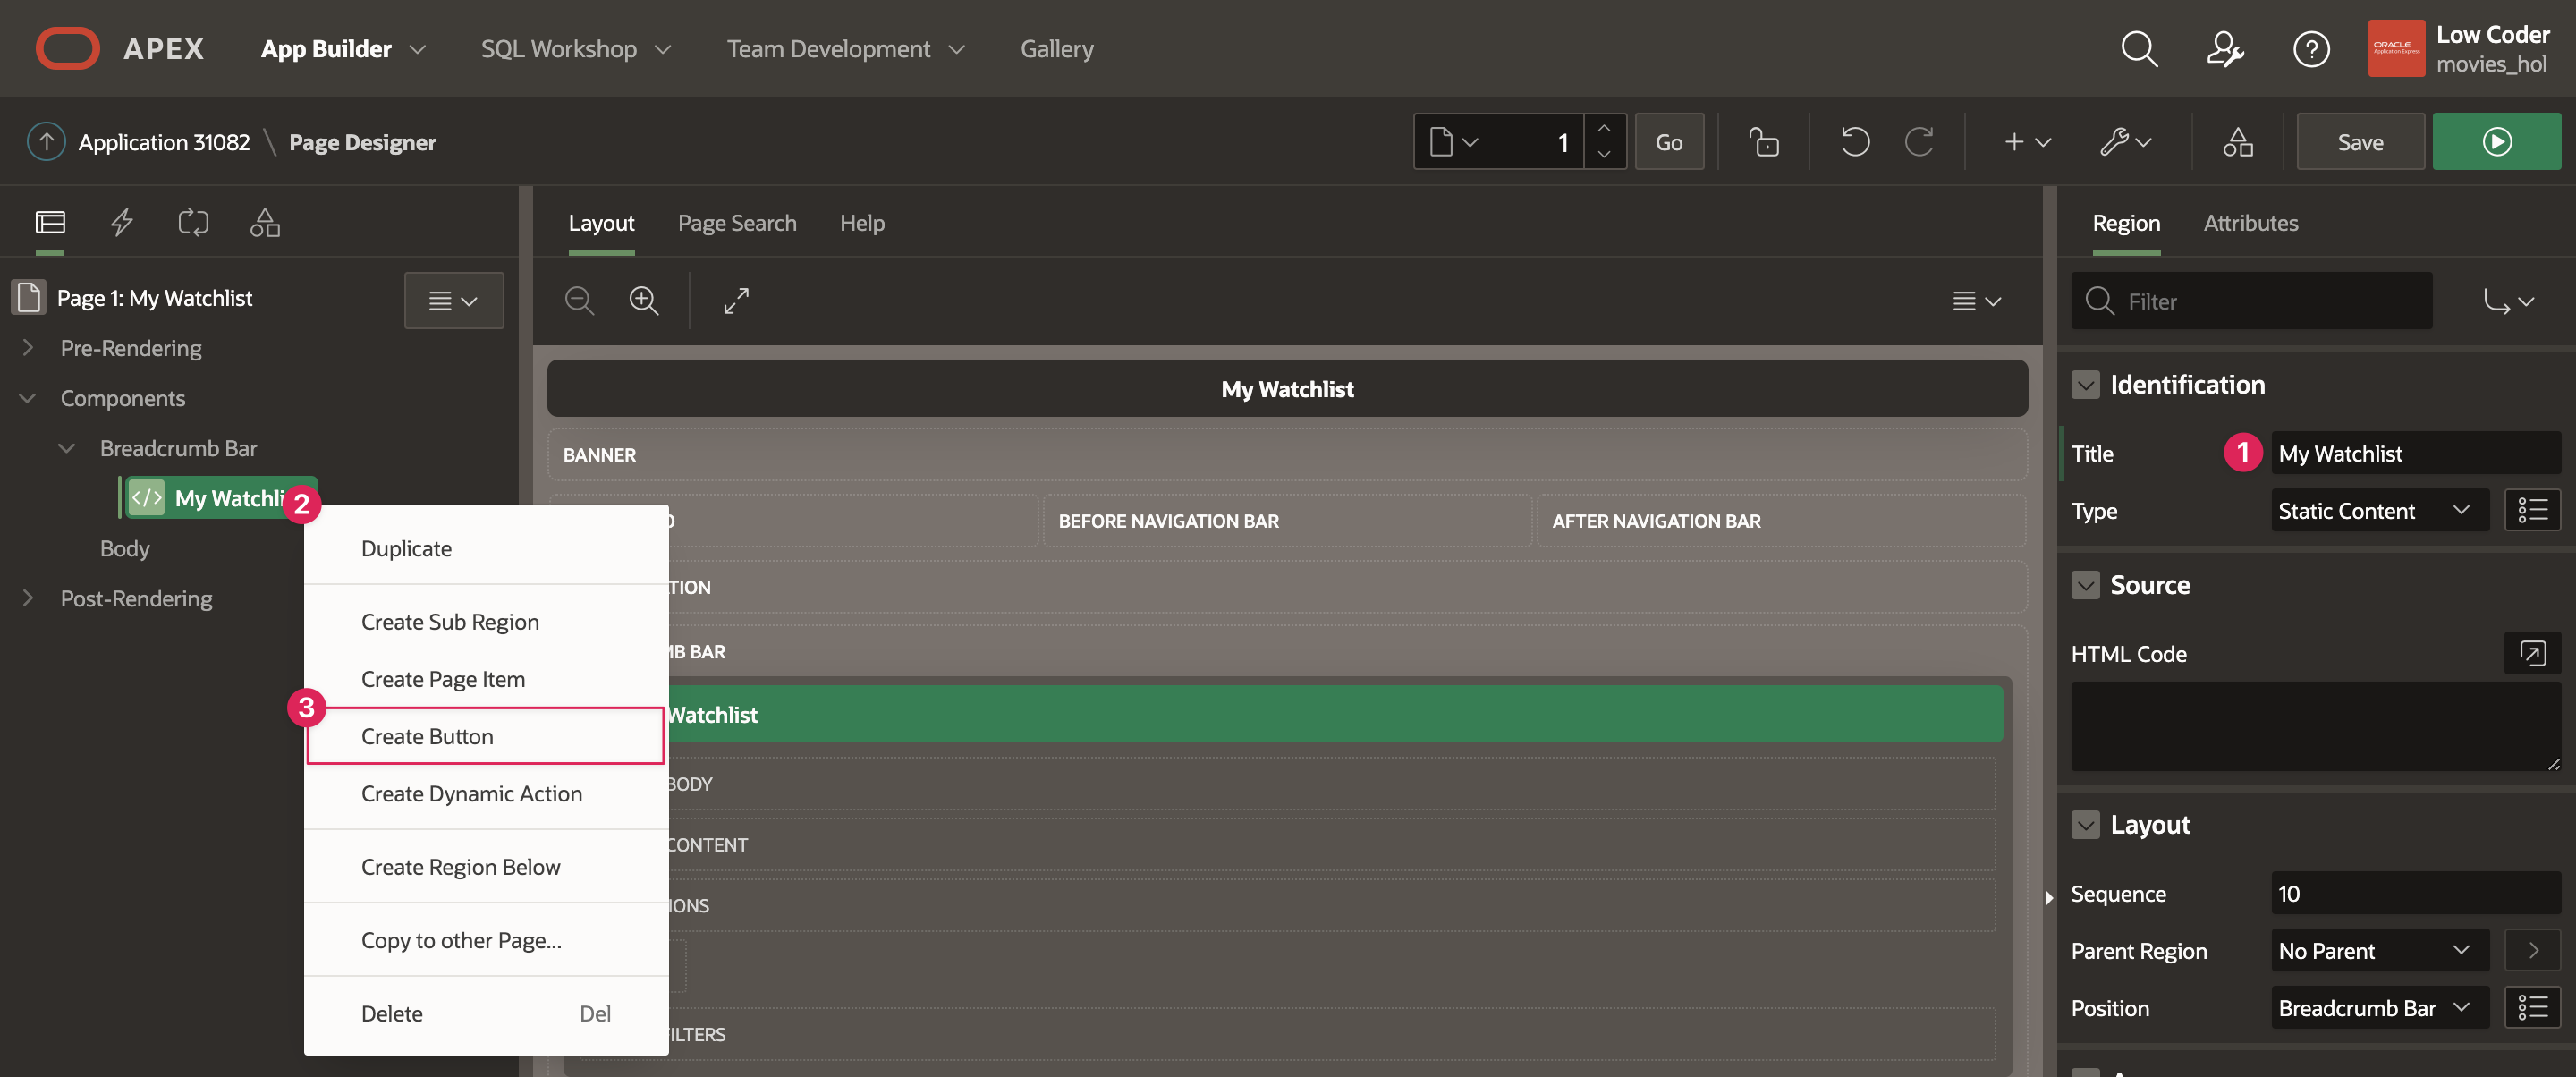 APEX App Builder SQL Workshop Team Development Gallery
ORACLE
Low Coder
movies_hol
Application 31082 \ Page Designer
1 Go Save
Layout Page Search Help
Region Attributes
Page 1: My Watchlist
Filter
Pre-Rendering
Components
Breadcrumb Bar
</> My Watchli 2
Body
Post-Rendering
Duplicate
Create Sub Region
Create Page Item
3
Create Button
Create Dynamic Action
Create Region Below
Copy to other Page...
Delete Del
My Watchlist
BANNER
BEFORE NAVIGATION BAR AFTER NAVIGATION BAR
TION
MB BAR
Watchlist
BODY
CONTENT
IONS
ILTERS
Identification
Title 1 My Watchlist
Type Static Content
Source
HTML Code
Layout
Sequence 10
Parent Region No Parent
Position Breadcrumb Bar